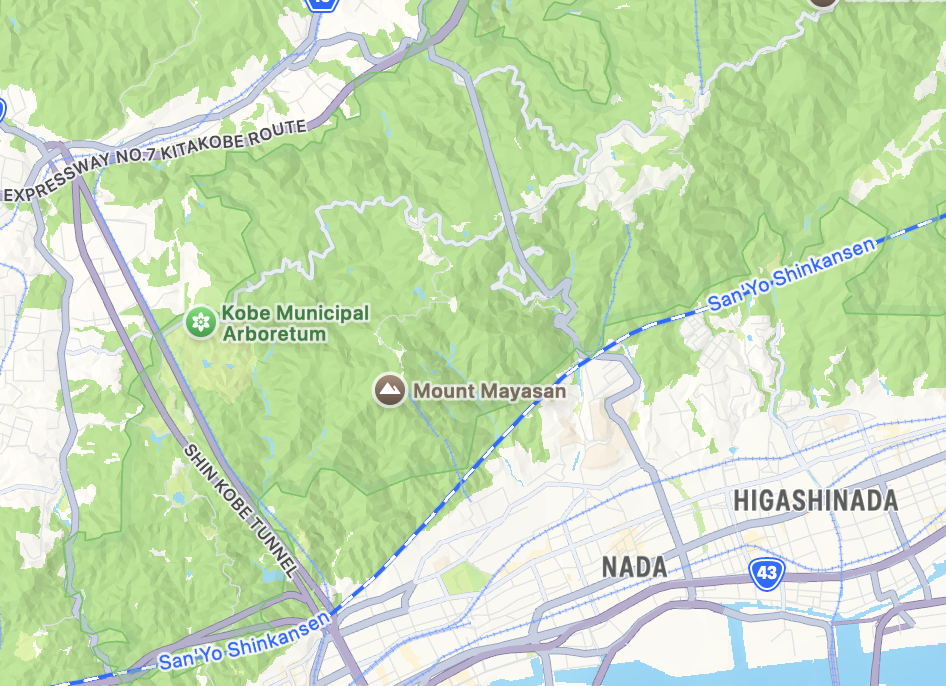 EXPRESSWAY NO.7 KITAKOBE ROUTE
San'Yo Shinkansen
Kobe Municipal
Arboretum
Mount Mayasan
SHIN KOBE TUNNEL
HIGASHINADA
NADA
43
San'Yo Shinkansen